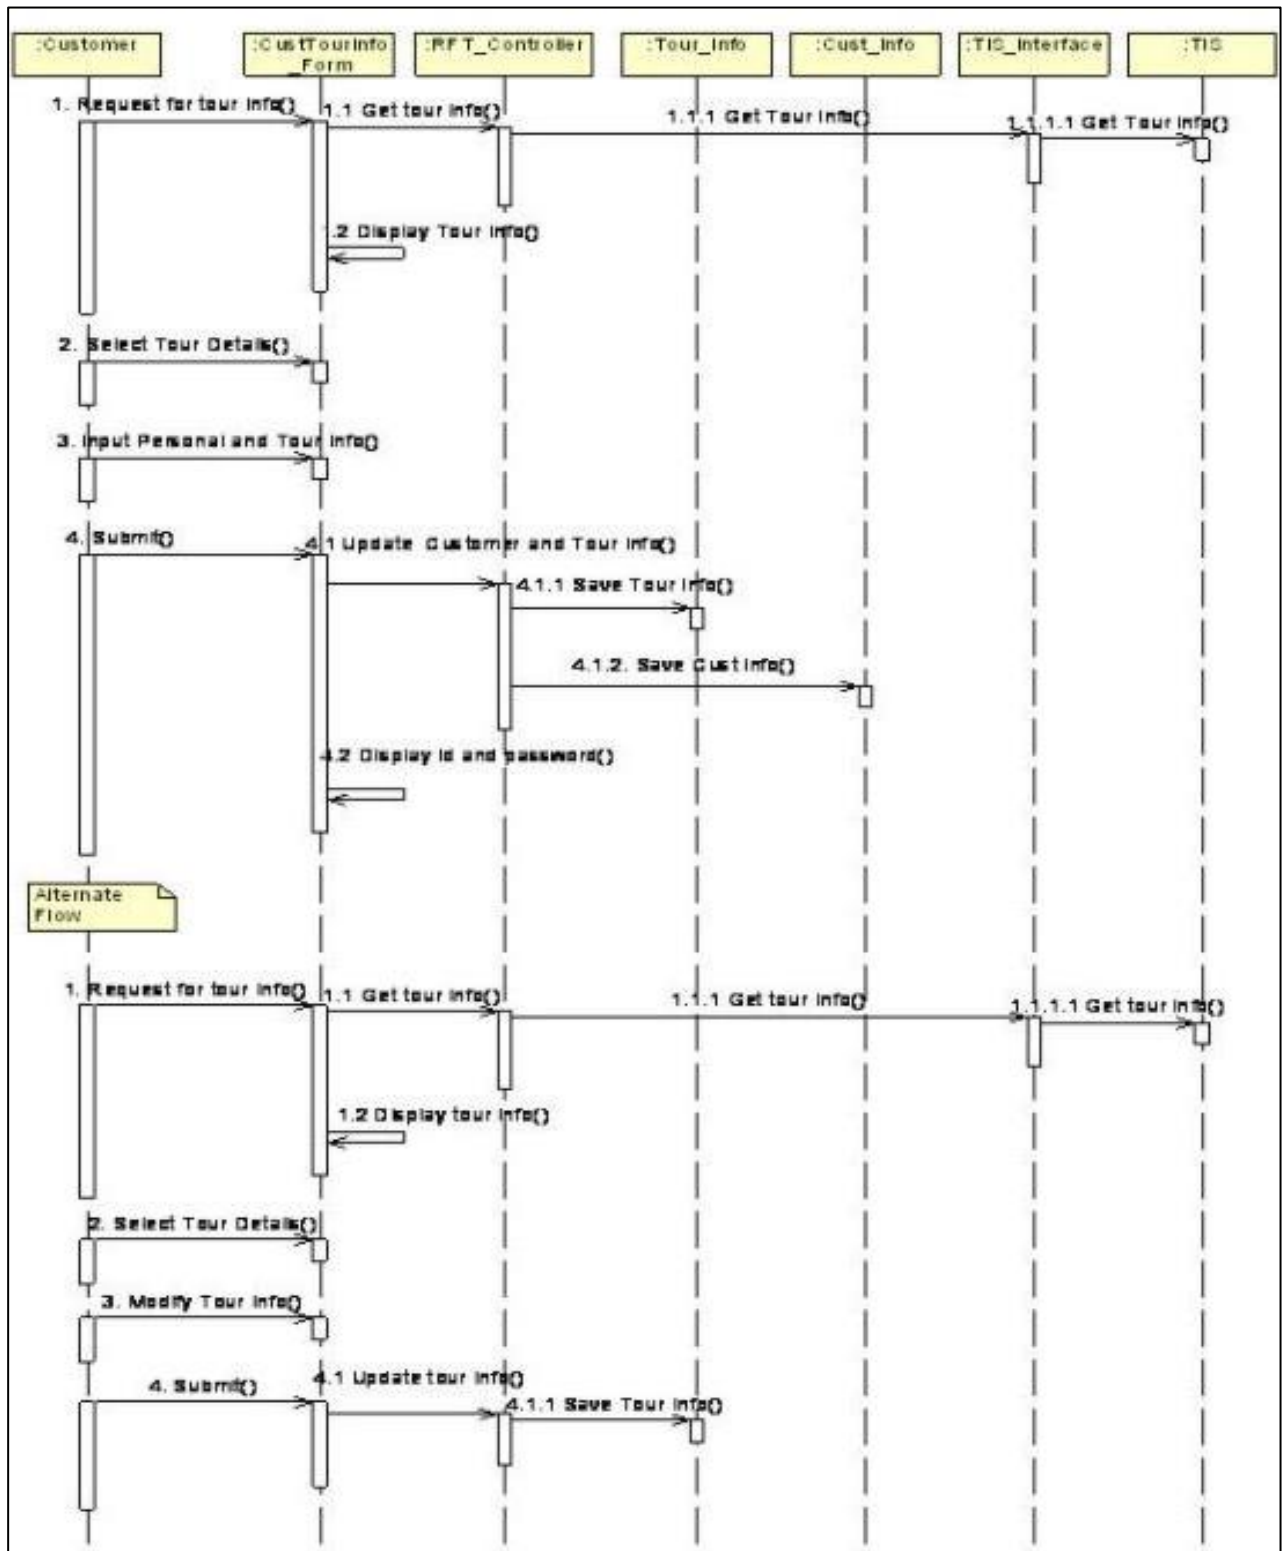 :Customer
:CustTourInfo
_Form
:RFT_Controller
:Tour_Info
:Cust_Info
:TIS_Interface
:TIS
1. Request for tour Info()
1.1 Get tour Info()
1.1.1 Get Tour Info()
1.1.1.1 Get Tour Info()
1.2 Display Tour Info()
2. Select Tour Details()
3. Input Personal and Tour Info()
4. Submit()
4.1 Update Customer and Tour Info()
4.1.1 Save Tour Info()
4.1.2. Save Cust Info()
4.2 Display Id and password()
Alternate
Flow
1. Request for tour Info()
1.1 Get tour Info()
1.1.1 Get tour Info()
1.1.1.1 Get tour Info()
1.2 Display tour Info()
2. Select Tour Details()
3. Modify Tour Info()
4. Submit()
4.1 Update tour Info()
4.1.1 Save Tour Info()